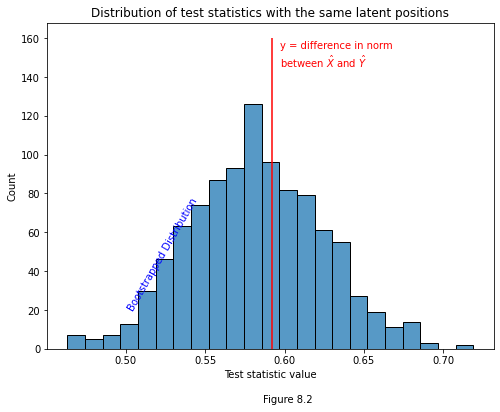 Distribution of test statistics with the same latent positions
160
140
120
100
80
60
40
20
0
Count
y = difference in norm
between X̂ and Ŷ
Bootstrapped Distribution
0.50 0.55 0.60 0.65 0.70
Test statistic value
Figure 8.2